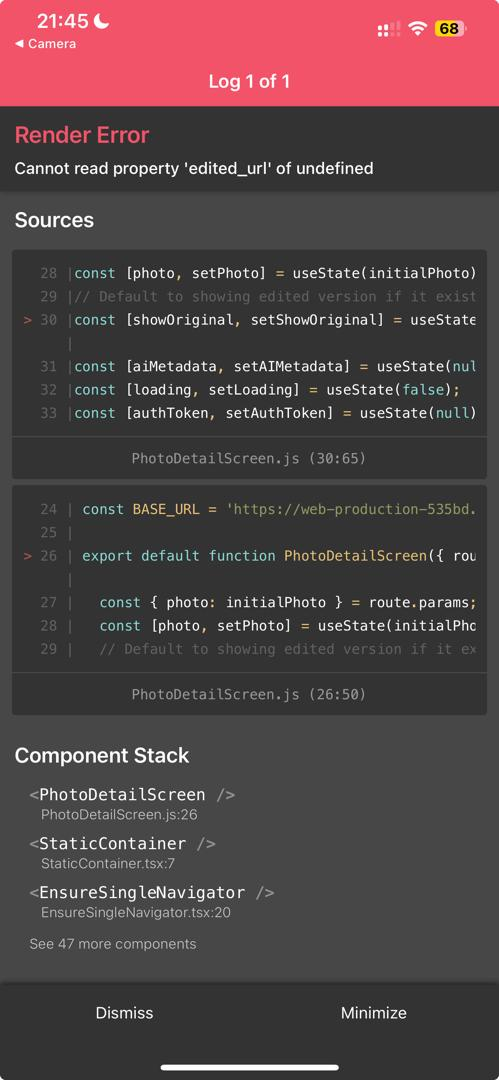 21:45
68
◀ Camera
Log 1 of 1
Render Error
Cannot read property 'edited_url' of undefined
Sources
28 |const [photo, setPhoto] = useState(initialPhoto)
29 |// Default to showing edited version if it exist
> 30 |const [showOriginal, setShowOriginal] = useState
|
31 |const [aiMetadata, setAIMetadata] = useState(nul
32 |const [loading, setLoading] = useState(false);
33 |const [authToken, setAuthToken] = useState(null)
PhotoDetailScreen.js (30:65)
24 | const BASE_URL = 'https://web-production-535bd.
25 |
> 26 | export default function PhotoDetailScreen({ rou
|
27 |   const { photo: initialPhoto } = route.params;
28 |   const [photo, setPhoto] = useState(initialPho
29 |   // Default to showing edited version if it ex
PhotoDetailScreen.js (26:50)
Component Stack
<PhotoDetailScreen />
PhotoDetailScreen.js:26
<StaticContainer />
StaticContainer.tsx:7
<EnsureSingleNavigator />
EnsureSingleNavigator.tsx:20
See 47 more components
Dismiss
Minimize